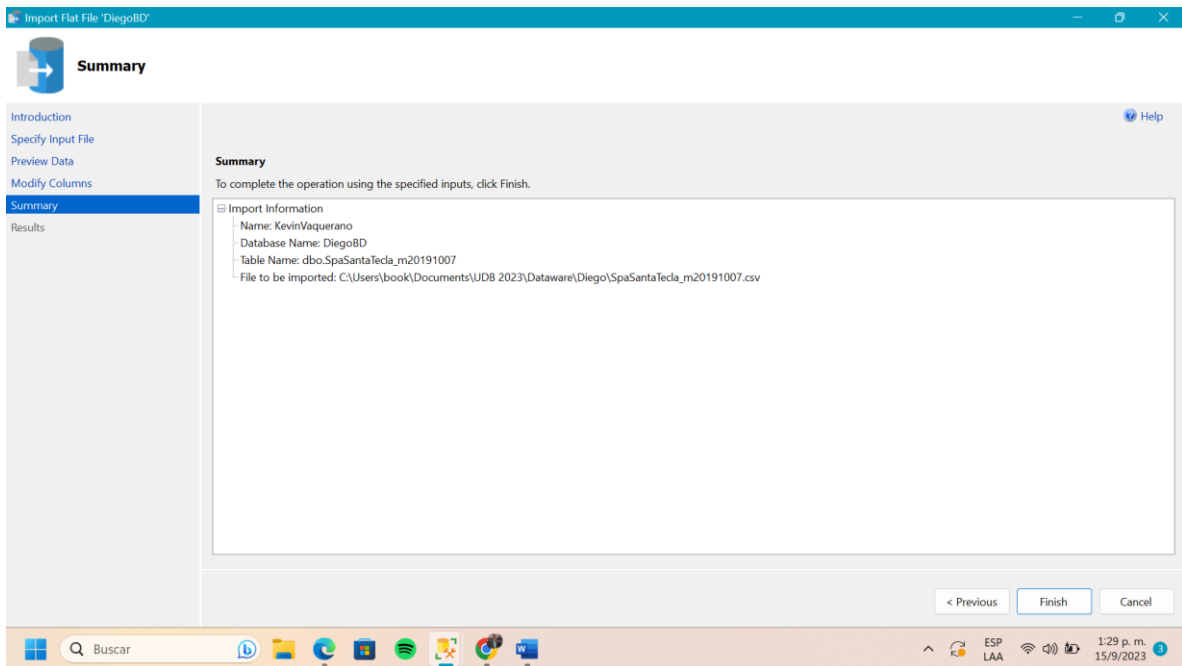 Import Flat File 'DiegoBD'
Summary
Introduction
Specify Input File
Preview Data
Modify Columns
Summary
Results
Help
Summary
To complete the operation using the specified inputs, click Finish.
Import Information
Name: KevinVaquerano
Database Name: DiegoBD
Table Name: dbo.SpaSantaTecla_m20191007
File to be imported: C:\Users\book\Documents\UDB 2023\Dataware\Diego\SpaSantaTecla_m20191007.csv
< Previous
Finish
Cancel
Buscar
ESP
LAA
1:29 p. m.
15/9/2023
3